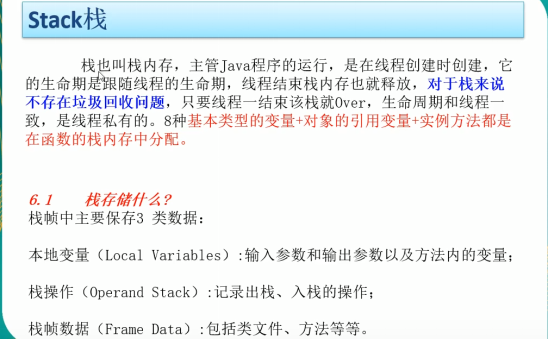 Stack栈
栈也叫栈内存，主管Java程序的运行，是在线程创建时创建，它
的生命期是跟随线程的生命期，线程结束栈内存也就释放，对于栈来说
不存在垃圾回收问题，只要线程一结束该栈就Over，生命周期和线程一
致，是线程私有的。8种基本类型的变量+对象的引用变量+实例方法都是
在函数的栈内存中分配。
6.1 栈存储什么?
栈帧中主要保存3 类数据：
本地变量（Local Variables）:输入参数和输出参数以及方法内的变量；
栈操作（Operand Stack）:记录出栈、入栈的操作；
栈帧数据（Frame Data）:包括类文件、方法等等。